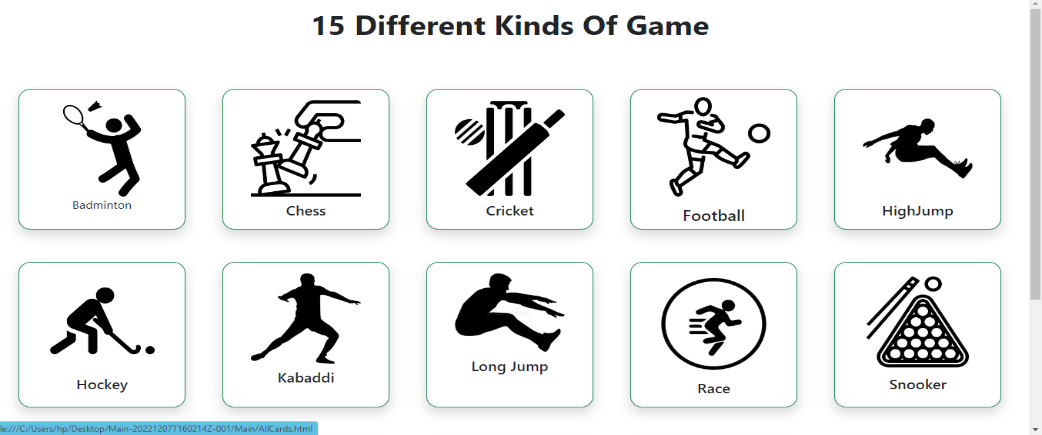 15 Different Kinds Of Game
Badminton
Chess
Cricket
Football
HighJump
Hockey
Kabaddi
Long Jump
Race
Snooker
le:///C:/Users/hp/Desktop/Main-20221207T160214Z-001/Main/AllCards.html